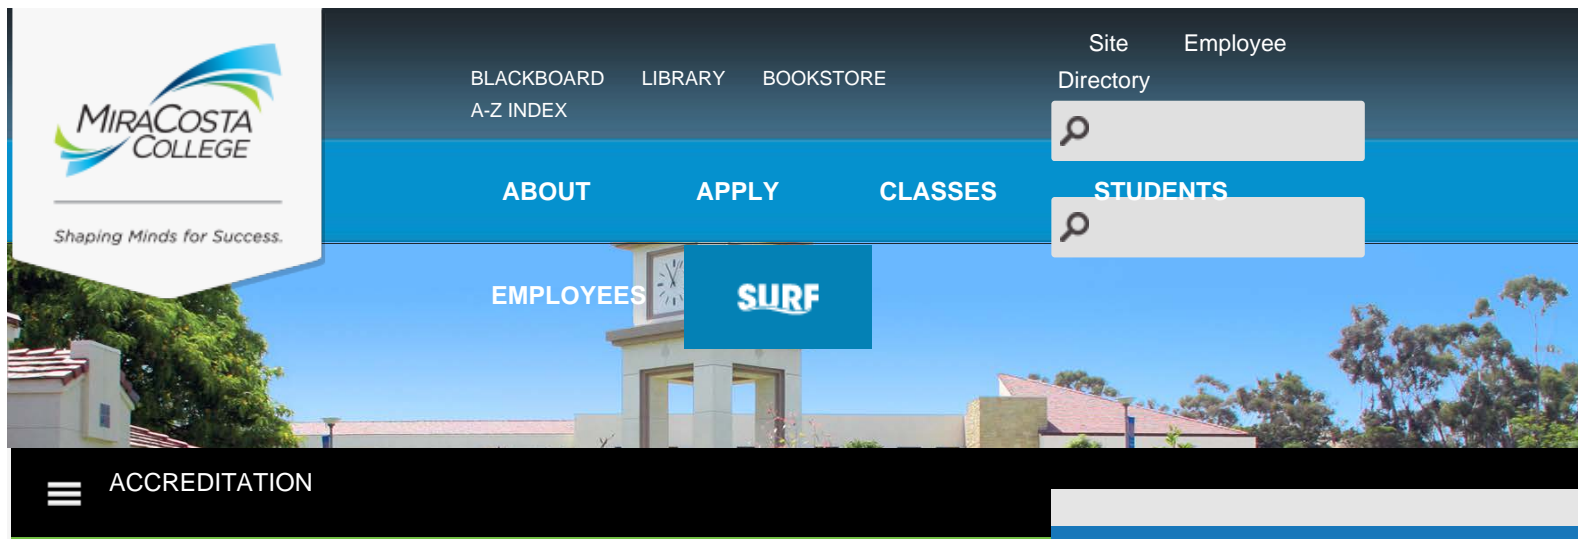 MIRACOSTA
COLLEGE
Shaping Minds for Success.
BLACKBOARD LIBRARY BOOKSTORE
A-Z INDEX
Site Employee
Directory
ABOUT APPLY CLASSES STUDENTS
EMPLOYEES SURF
ACCREDITATION